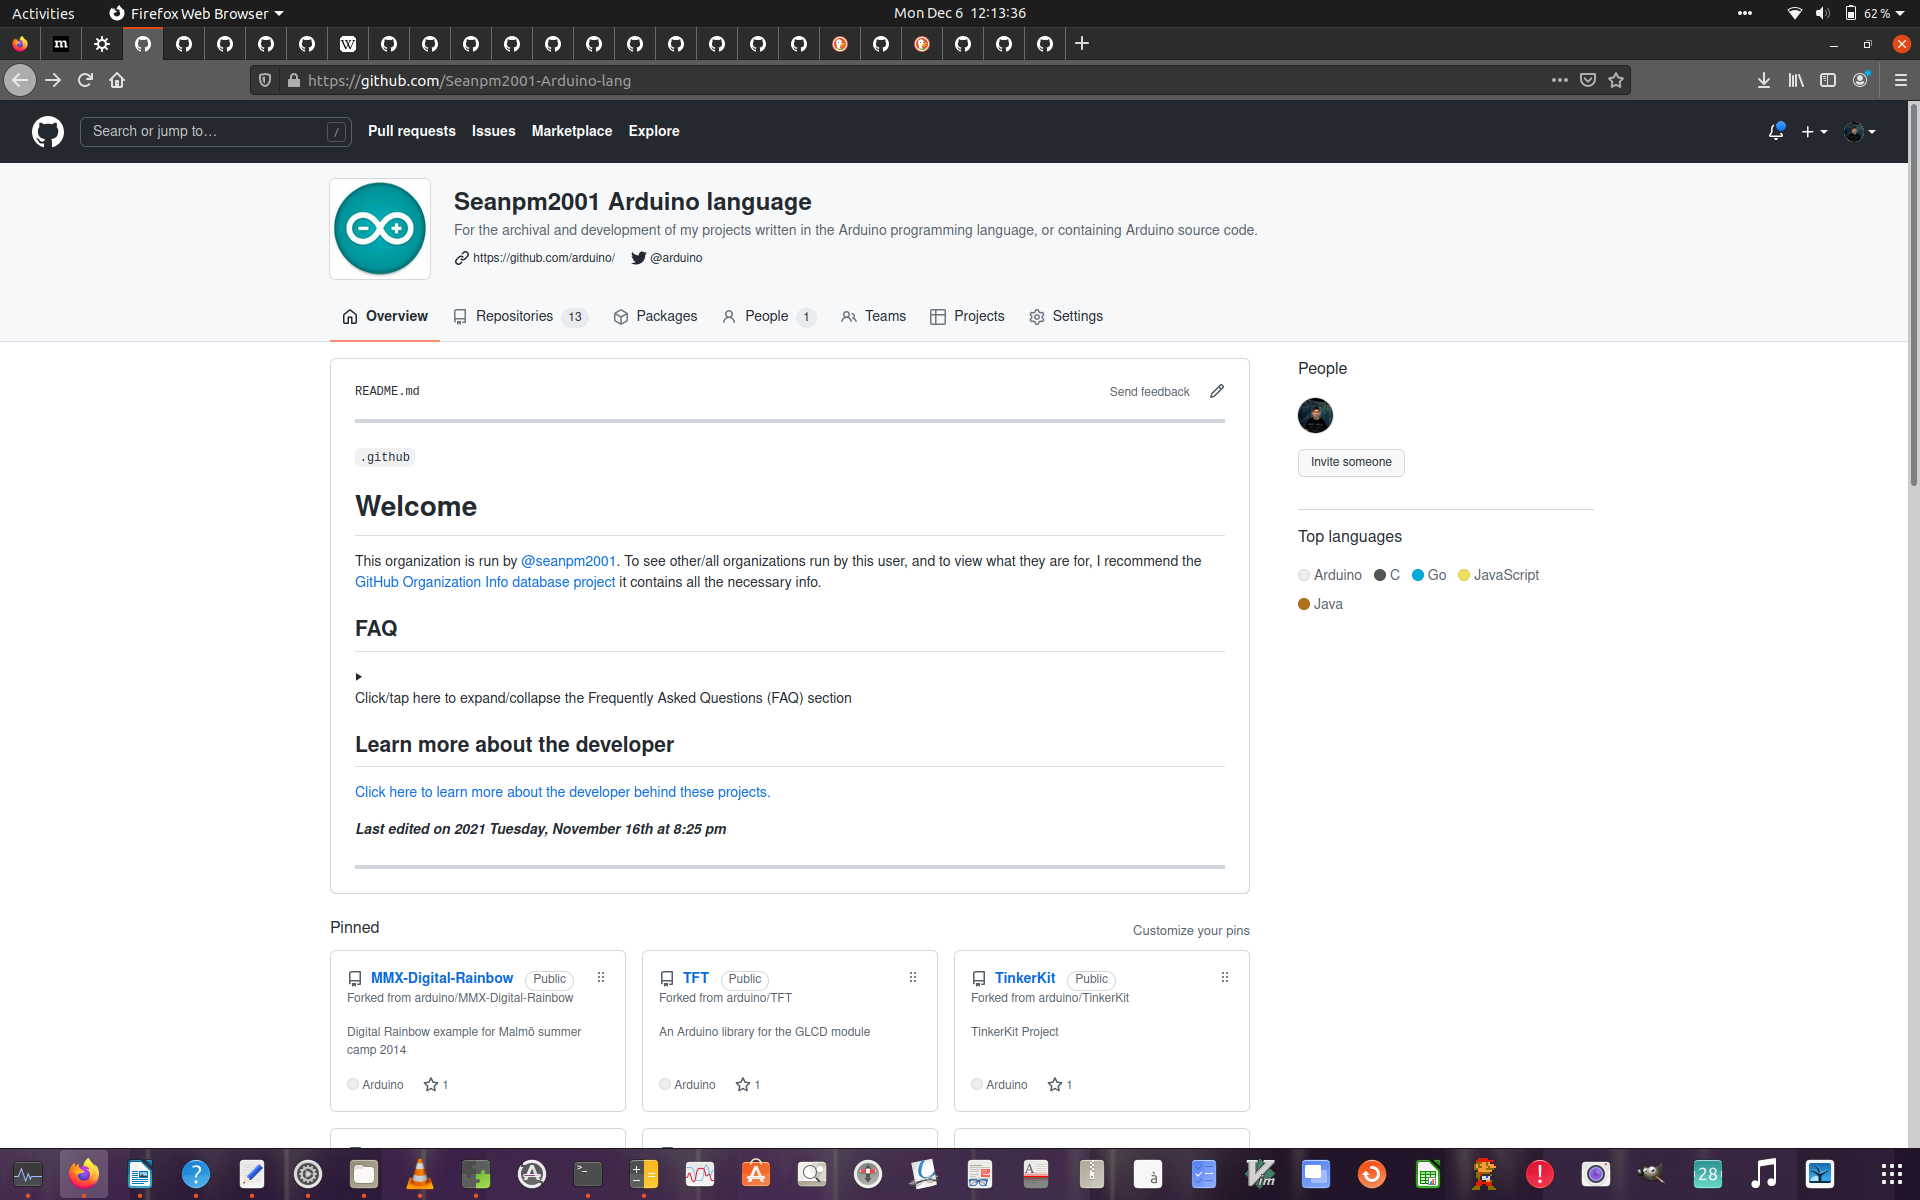 Activities
Firefox Web Browser
Mon Dec 6 12:13:36
62 %
https://github.com/Seanpm2001-Arduino-lang
Search or jump to…
/
Pull requests
Issues
Marketplace
Explore
Seanpm2001 Arduino language
For the archival and development of my projects written in the Arduino programming language, or containing Arduino source code.
https://github.com/arduino/
@arduino
Overview
Repositories 13
Packages
People 1
Teams
Projects
Settings
README.md
Send feedback
.github
Welcome
This organization is run by @seanpm2001. To see other/all organizations run by this user, and to view what they are for, I recommend the
GitHub Organization Info database project it contains all the necessary info.
FAQ
Click/tap here to expand/collapse the Frequently Asked Questions (FAQ) section
Learn more about the developer
Click here to learn more about the developer behind these projects.
Last edited on 2021 Tuesday, November 16th at 8:25 pm
People
Invite someone
Top languages
Arduino C Go JavaScript
Java
Pinned
Customize your pins
MMX-Digital-Rainbow Public
Forked from arduino/MMX-Digital-Rainbow
Digital Rainbow example for Malmö summer
camp 2014
Arduino 1
TFT Public
Forked from arduino/TFT
An Arduino library for the GLCD module
Arduino 1
TinkerKit Public
Forked from arduino/TinkerKit
TinkerKit Project
Arduino 1
28